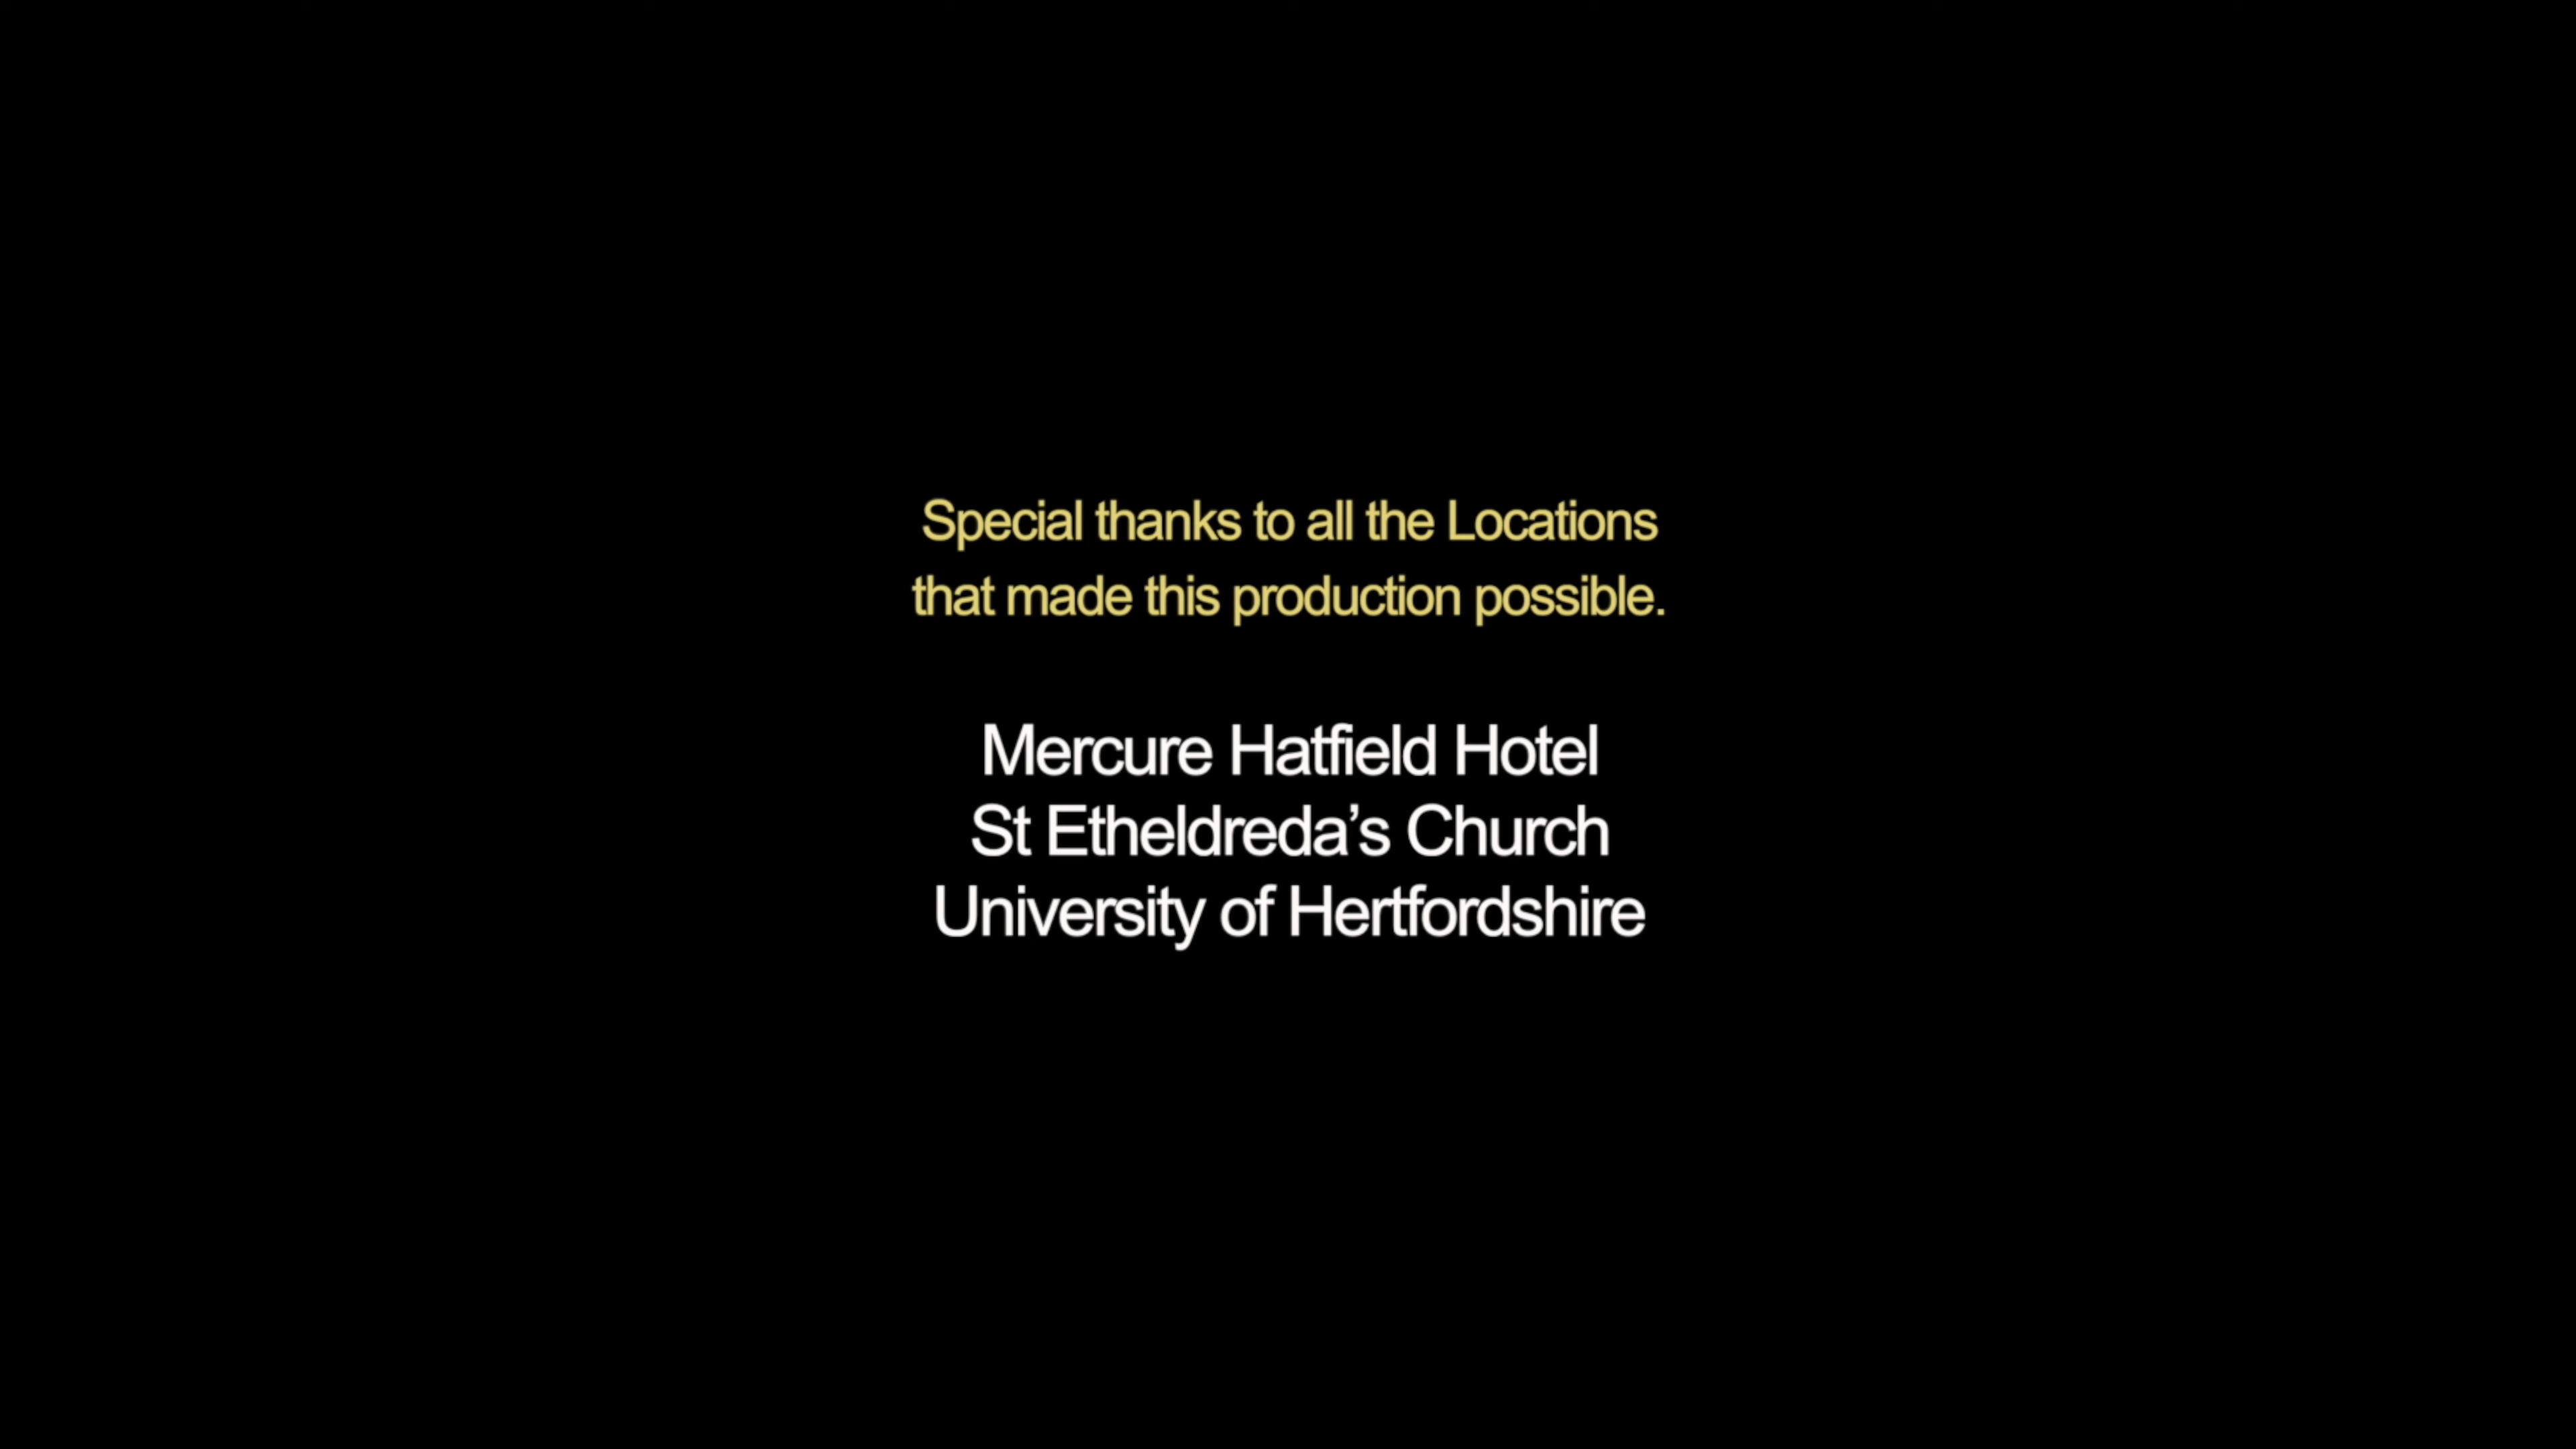 Special thanks to all the Locations
that made this production possible.
Mercure Hatfield Hotel
St Etheldreda’s Church
University of Hertfordshire